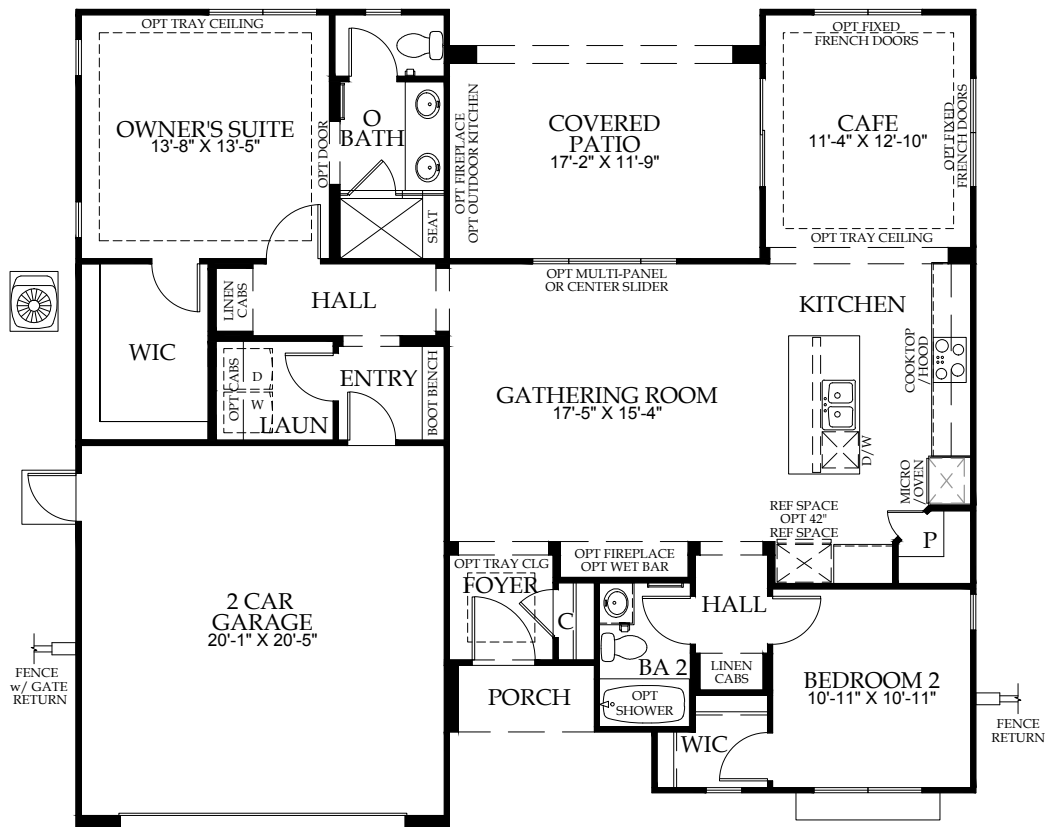 OPT TRAY CEILING
OWNER'S SUITE
13'-8" X 13'-5"
OPT DOOR
O
BATH
SEAT
OPT FIREPLACE
OPT OUTDOOR KITCHEN
COVERED
PATIO
17'-2" X 11'-9"
OPT FIXED
FRENCH DOORS
CAFE
11'-4" X 12'-10"
OPT FIXED
FRENCH DOORS
OPT TRAY CEILING
OPT MULTI-PANEL
OR CENTER SLIDER
LINEN
CABS
HALL
WIC
KITCHEN
COOKTOP
/HOOD
OPT CABS
D
W
LAUN
ENTRY
BOOT BENCH
GATHERING ROOM
17'-5" X 15'-4"
D/W
MICRO
/OVEN
REF SPACE
OPT 42"
REF SPACE
P
OPT TRAY CLG
FOYER
OPT FIREPLACE
OPT WET BAR
C
HALL
2 CAR
GARAGE
20'-1" X 20'-5"
BA 2
LINEN
CABS
BEDROOM 2
10'-11" X 10'-11"
PORCH
OPT
SHOWER
WIC
FENCE
w/ GATE
RETURN
FENCE
RETURN